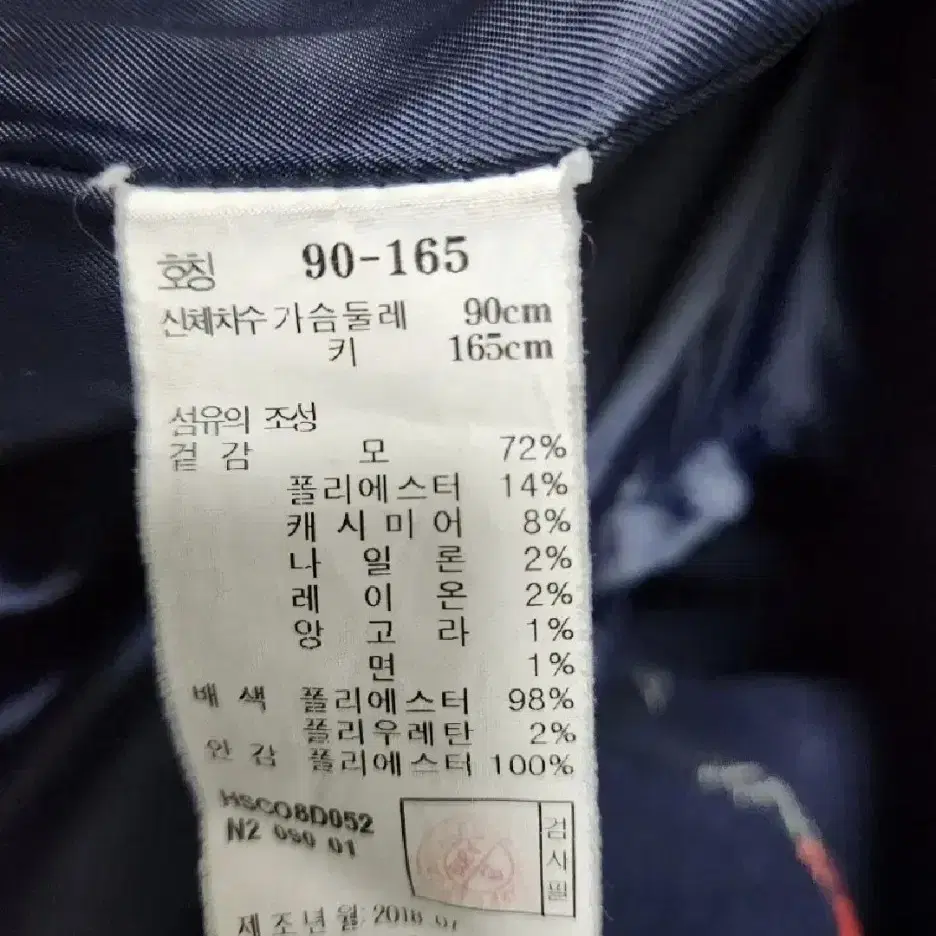 호칭 90-165
신체치수 가슴둘레 90cm
키 165cm
섬유의 조성
겉감 모 72%
폴리에스터 14%
캐시미어 8%
나일론 2%
레이온 2%
앙고라 1%
면 1%
배색 폴리에스터 98%
폴리우레탄 2%
안감 폴리에스터 100%
HSCO8D052
N2 090 01
검사필
제조년월: 2018